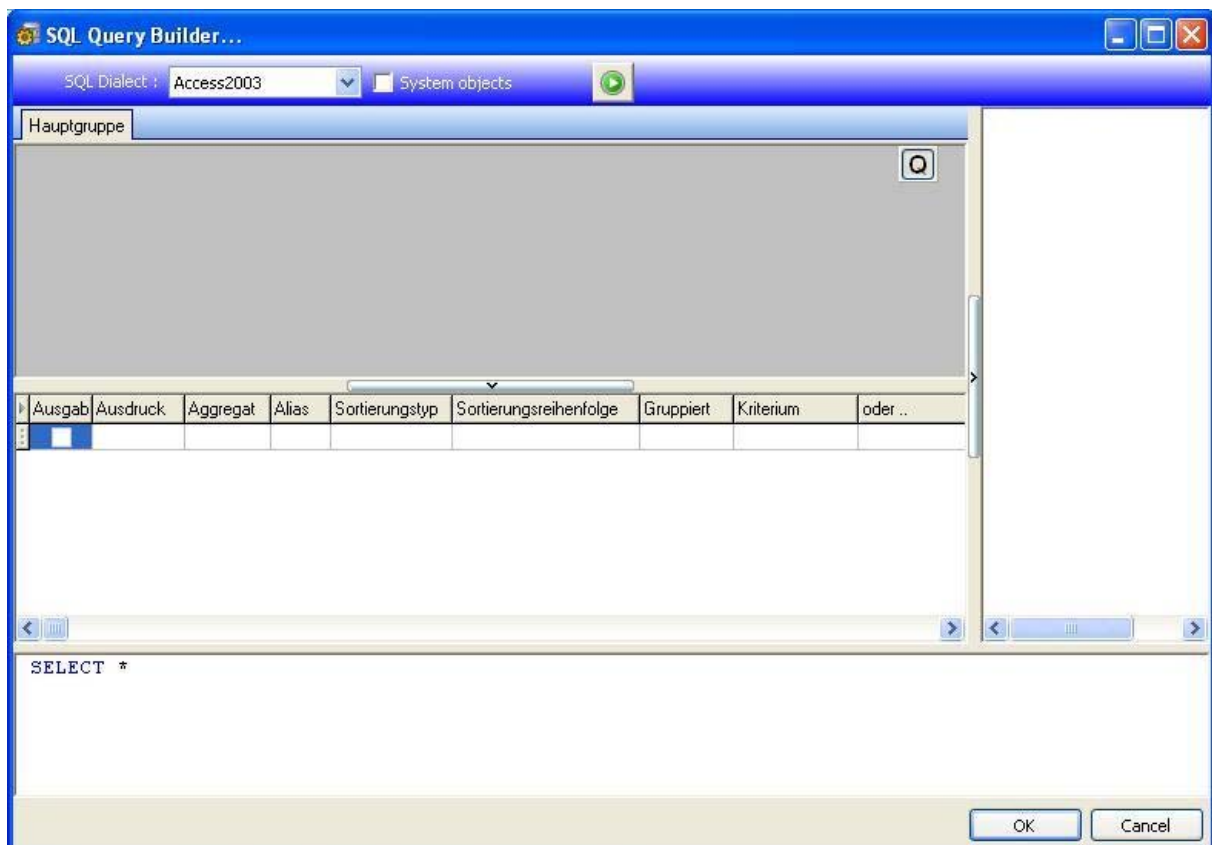 SQL Query Builder...
SQL Dialect : Access2003 System objects
Hauptgruppe
Q
Ausgab Ausdruck Aggregat Alias Sortierungstyp Sortierungsreihenfolge Gruppiert Kriterium oder ..
SELECT *
OK Cancel